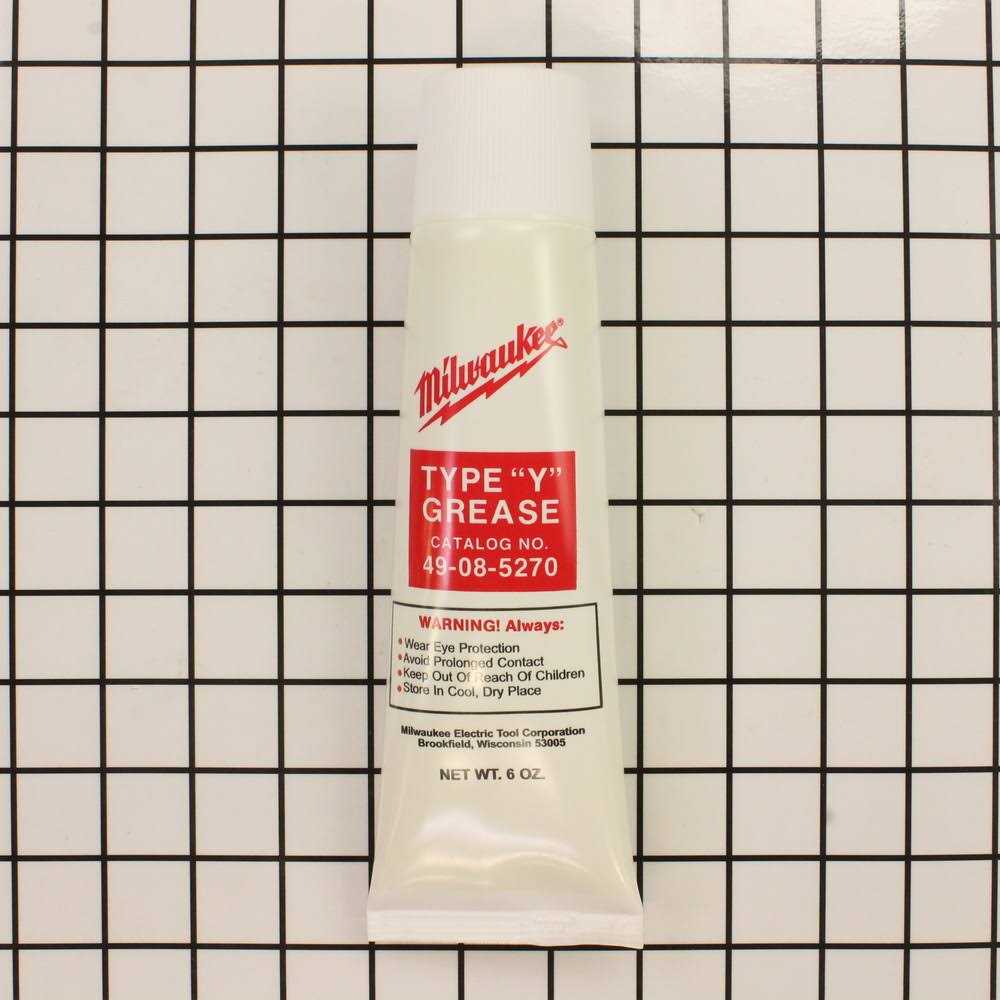 Milwaukee®
TYPE “Y”
GREASE
CATALOG NO.
49-08-5270
WARNING! Always:
• Wear Eye Protection
• Avoid Prolonged Contact
• Keep Out Of Reach Of Children
• Store In Cool, Dry Place
Milwaukee Electric Tool Corporation
Brookfield, Wisconsin 53005
NET WT. 6 OZ.